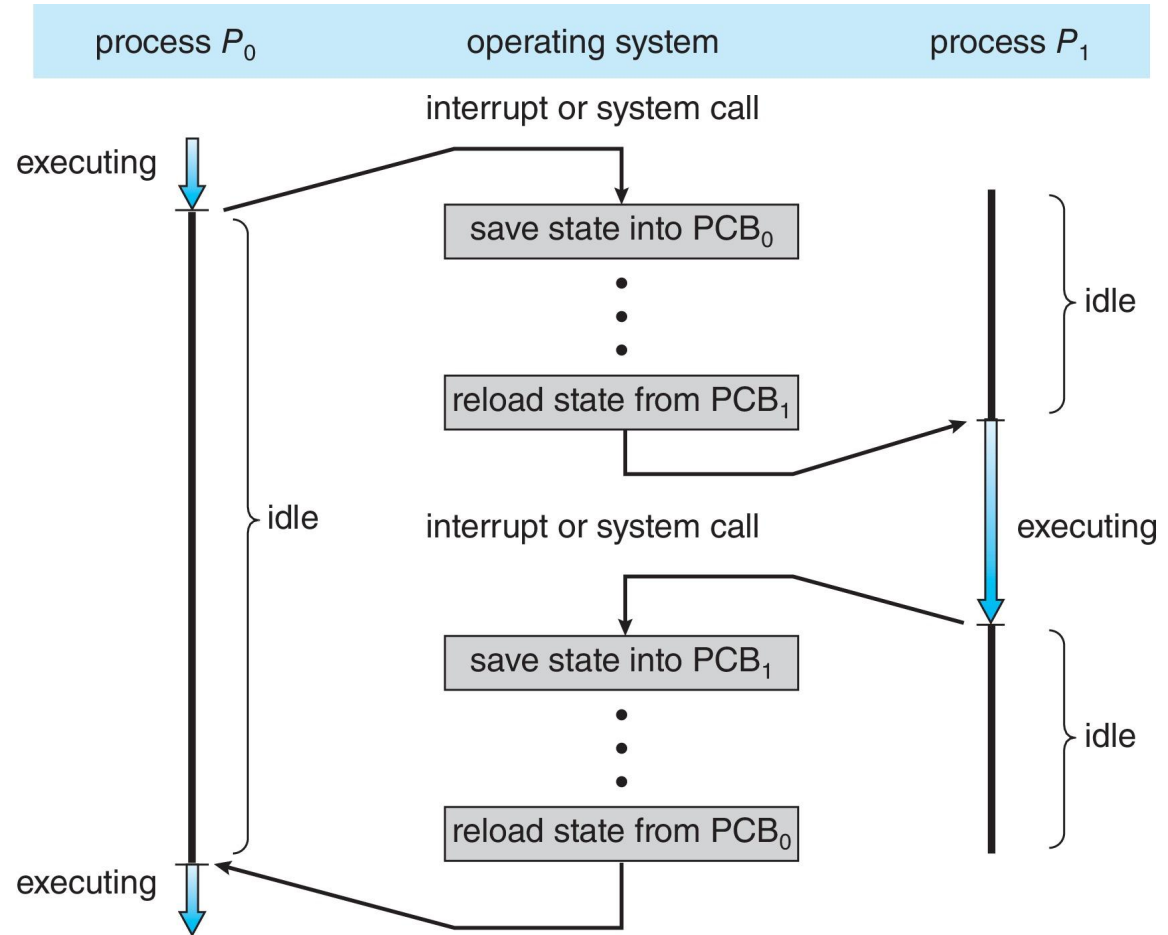 process P₀
operating system
process P₁
interrupt or system call
executing
save state into PCB₀
idle
reload state from PCB₁
idle
interrupt or system call
executing
save state into PCB₁
idle
reload state from PCB₀
executing